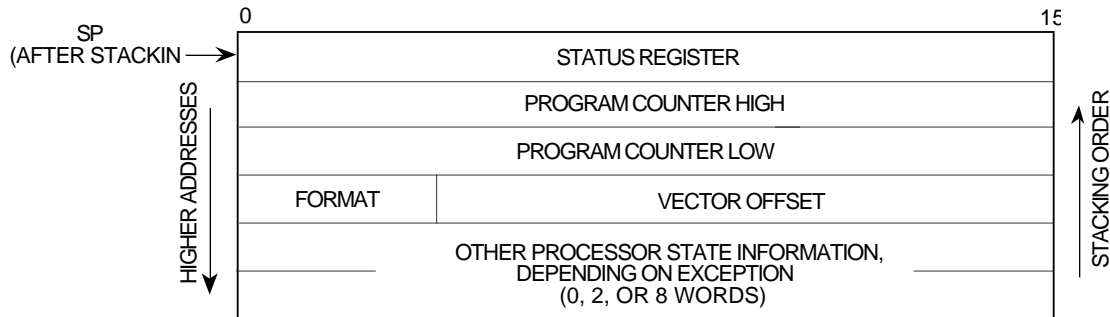 0 15
SP
(AFTER STACKIN
STATUS REGISTER
PROGRAM COUNTER HIGH
PROGRAM COUNTER LOW
FORMAT VECTOR OFFSET
OTHER PROCESSOR STATE INFORMATION,
DEPENDING ON EXCEPTION
(0, 2, OR 8 WORDS)
HIGHER ADDRESSES
STACKING ORDER